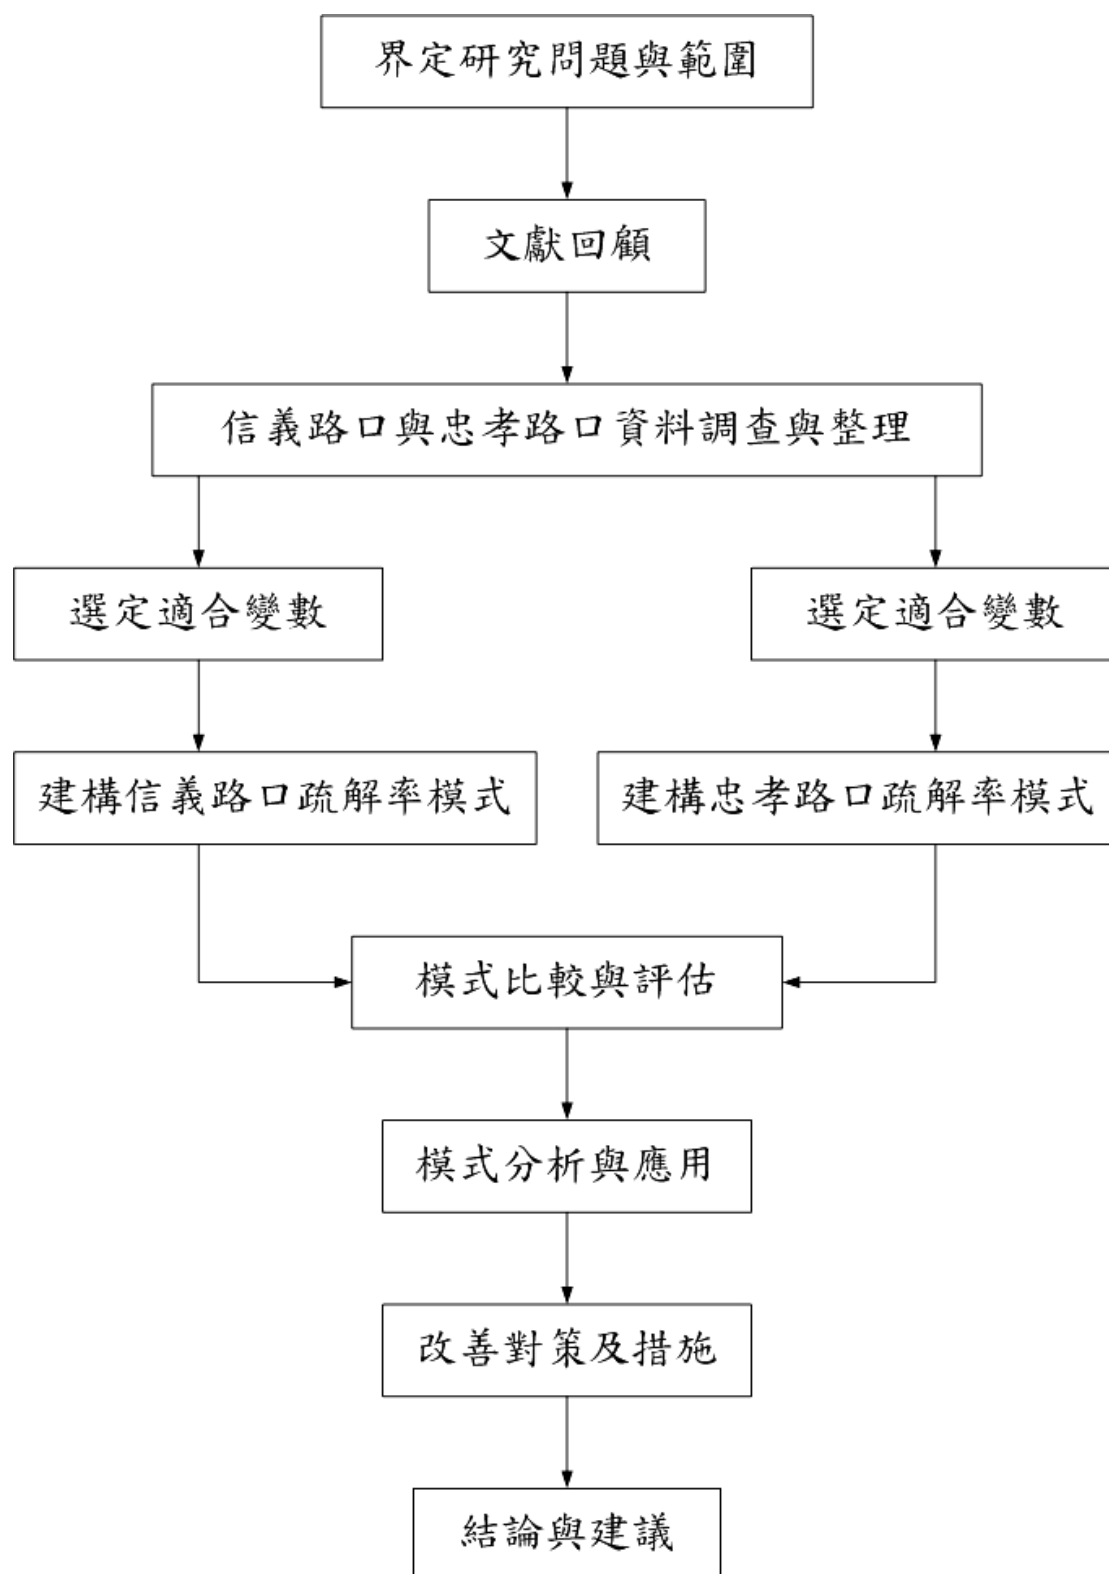 界定研究問題與範圍
文獻回顧
信義路口與忠孝路口資料調查與整理
選定適合變數
選定適合變數
建構信義路口疏解率模式
建構忠孝路口疏解率模式
模式比較與評估
模式分析與應用
改善對策及措施
結論與建議